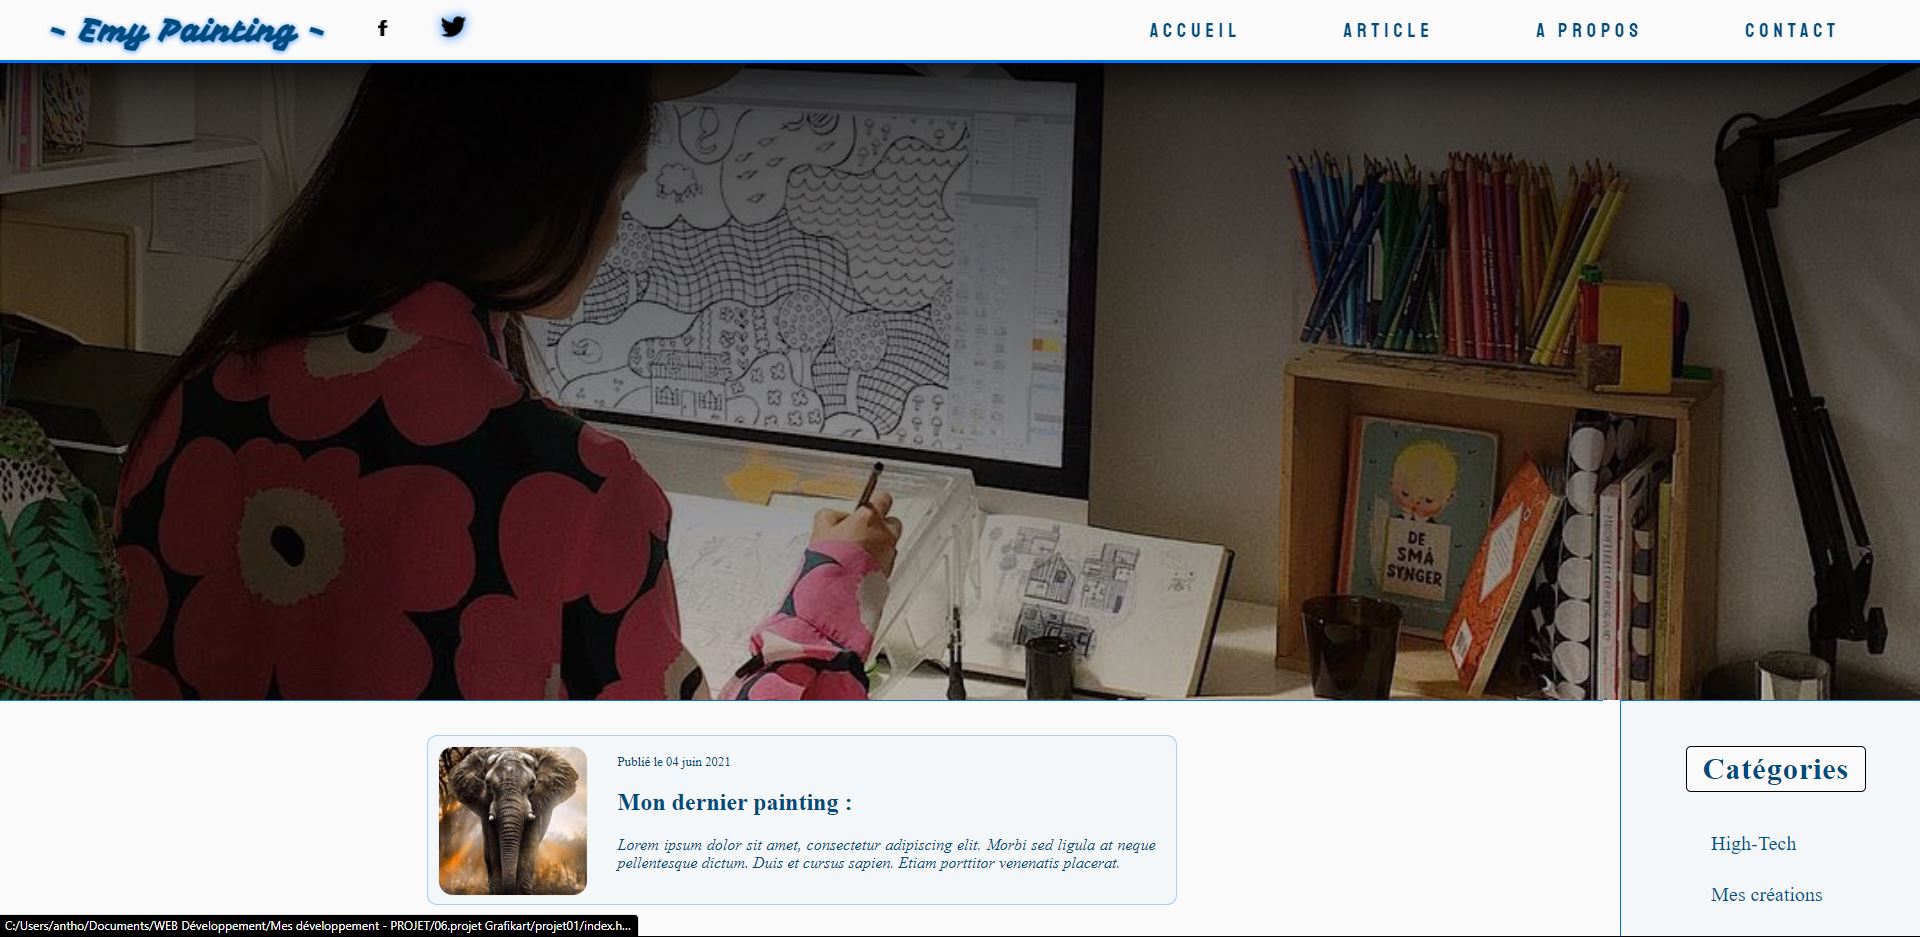 ~ Emy Painting ~
ACCUEIL ARTICLE A PROPOS CONTACT
DE
SMÅ
SYNGER
Publié le 04 juin 2021
Mon dernier painting :
Lorem ipsum dolor sit amet, consectetur adipiscing elit. Morbi sed ligula at neque
pellentesque dictum. Duis et cursus sapien. Etiam porttitor venenatis placerat.
Catégories
High-Tech
Mes créations
C:/Users/antho/Documents/WEB Développement/Mes développement - PROJET/06.projet Grafikart/projet01/index.h...